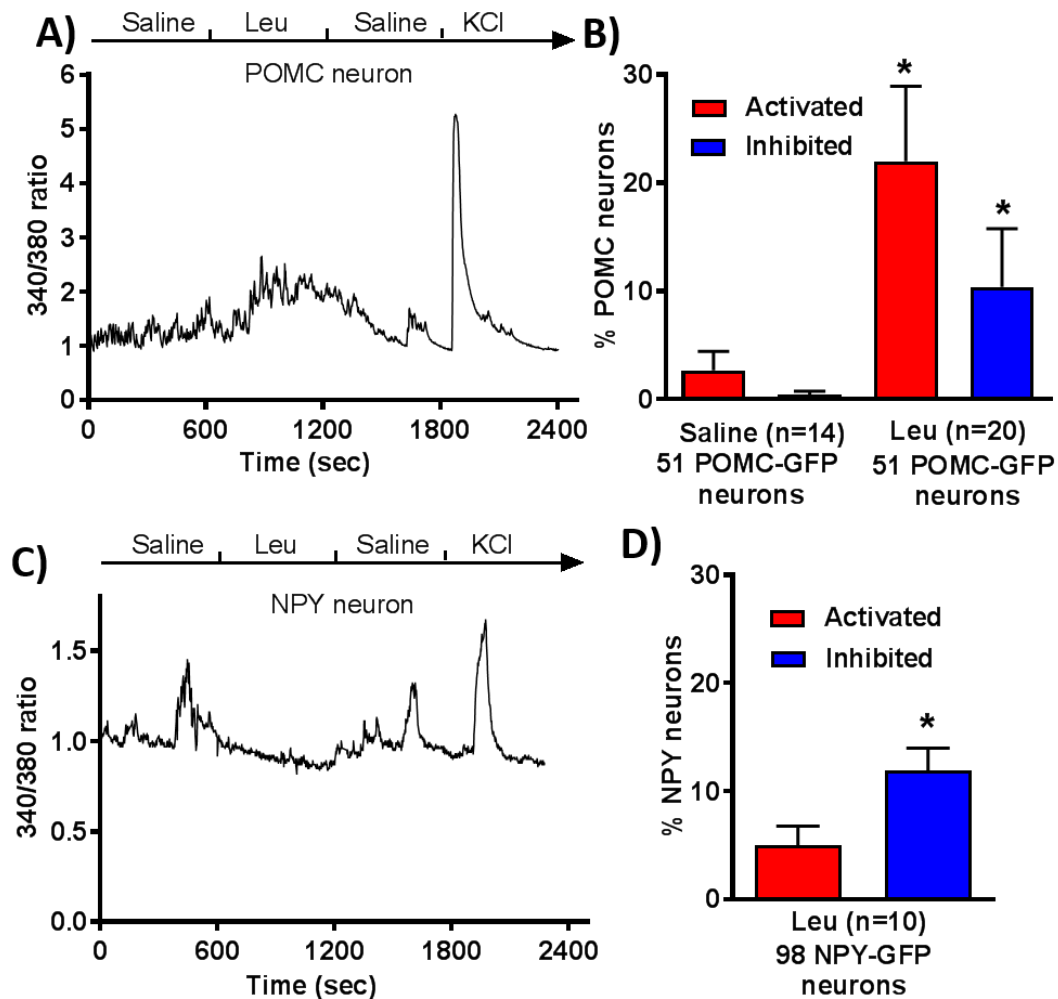 A)
Saline Leu Saline KCl
POMC neuron
340/380 ratio
6
5
4
3
2
1
0
0 600 1200 1800 2400
Time (sec)
B)
% POMC neurons
30
20
10
0
Activated
Inhibited
* *
Saline (n=14)
51 POMC-GFP
neurons
Leu (n=20)
51 POMC-GFP
neurons
C)
Saline Leu Saline KCl
NPY neuron
340/380 ratio
1.5
1.0
0.5
0.0
0 600 1200 1800 2400
Time (sec)
D)
% NPY neurons
30
20
10
0
Activated
Inhibited
*
Leu (n=10)
98 NPY-GFP
neurons